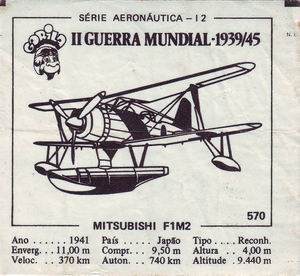 SÉRIE AERONÁUTICA - 12
II GUERRA MUNDIAL-1939/45
570
MITSUBISHI F1M2
Ano ...... 1941 País ..... Japão Tipo .... Reconh.
Enverg. ... 11,00 m Compr. .. 9,50 m Altura .... 4,00 m
Veloc. .. 370 km Auton. .. 740 km Altitude . 9.440 m